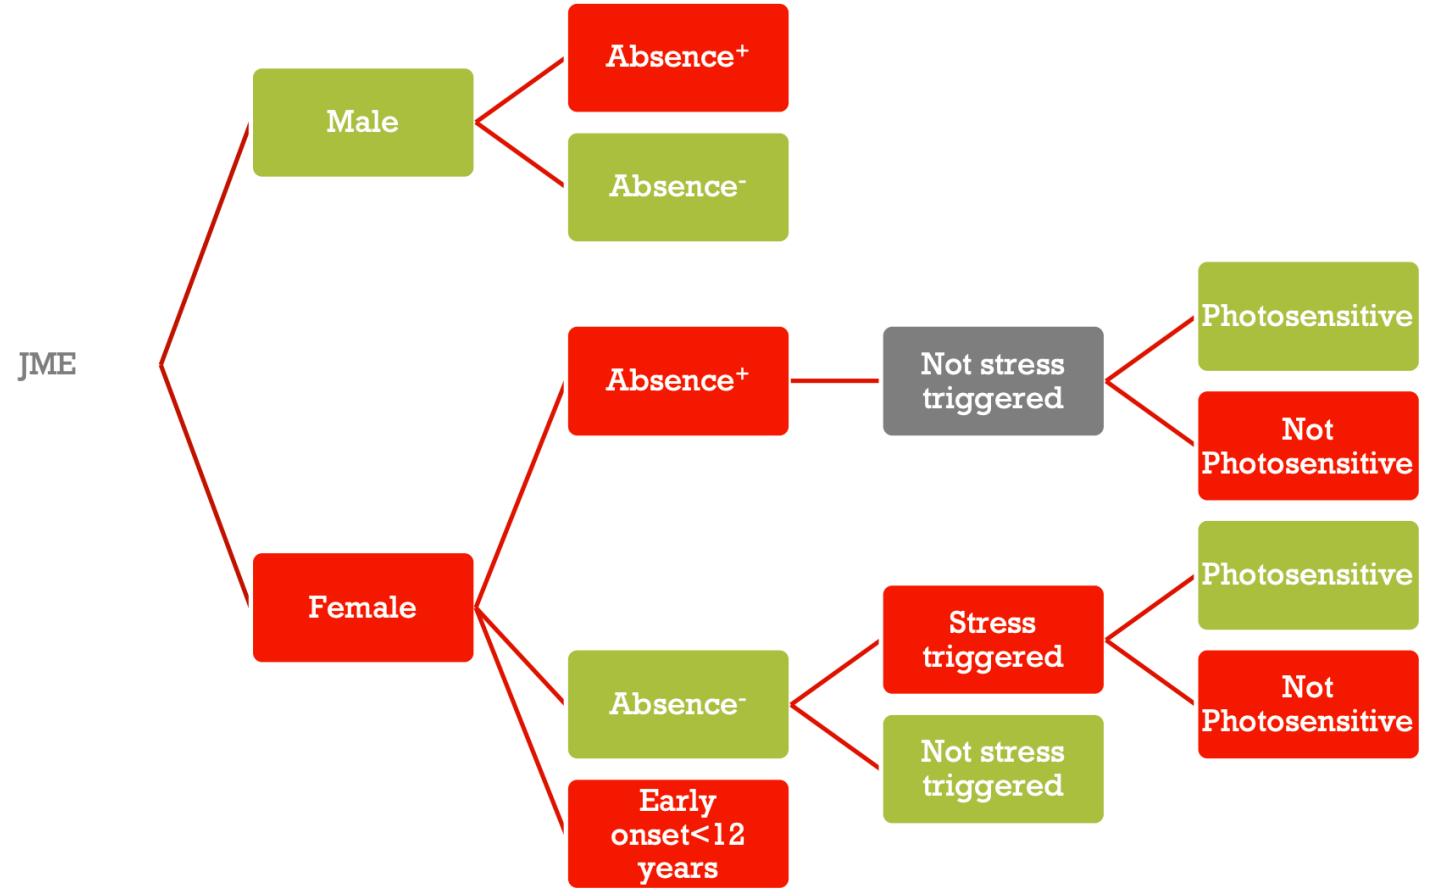 JME
Male
Absence⁺
Absence⁻
Female
Absence⁺
Not stress
triggered
Photosensitive
Not
Photosensitive
Absence⁻
Stress
triggered
Photosensitive
Not
Photosensitive
Not stress
triggered
Early
onset<12
years